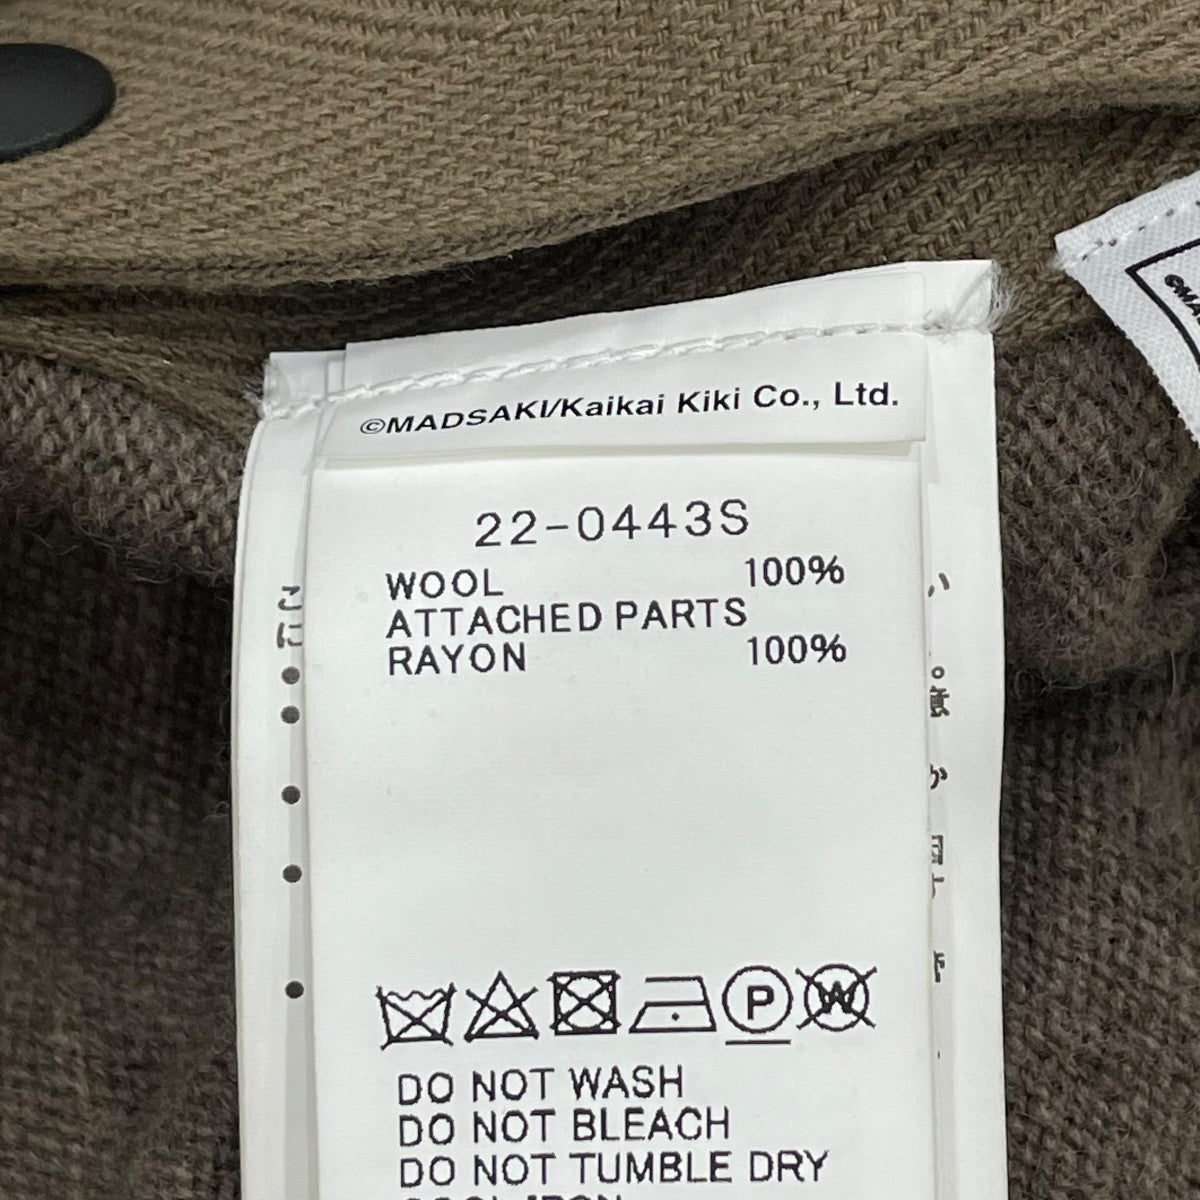 ©MADSAKI/Kaikai Kiki Co., Ltd.
22-0443S
WOOL 100%
ATTACHED PARTS
RAYON 100%
P
W
DO NOT WASH
DO NOT BLEACH
DO NOT TUMBLE DRY